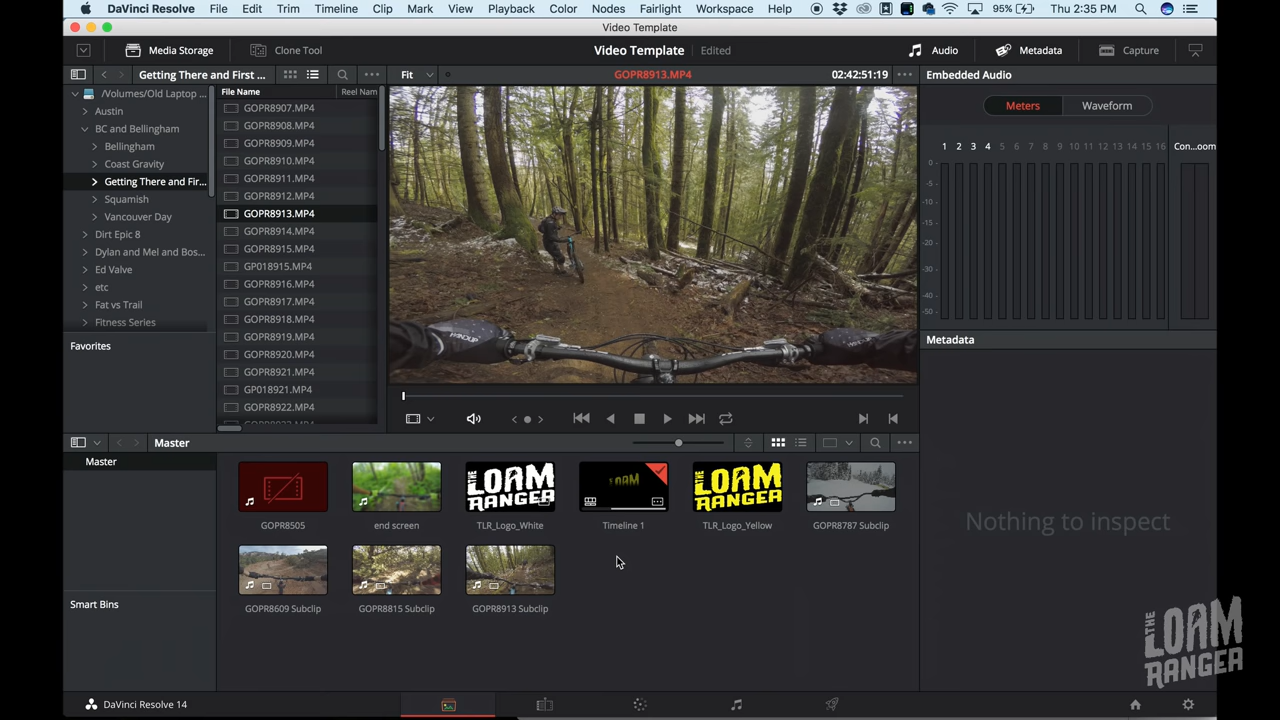 DaVinci Resolve File Edit Trim Timeline Clip Mark View Playback Color Nodes Fairlight Workspace Help 95% Thu 2:35 PM
Video Template
Media Storage Clone Tool Video Template Edited Audio Metadata Capture
Getting There and First ... Fit GOPR8913.MP4 02:42:51:19 Embedded Audio
/Volumes/Old Laptop ...
Austin
BC and Bellingham
Bellingham
Coast Gravity
Getting There and Fir...
Squamish
Vancouver Day
Dirt Epic 8
Dylan and Mel and Bos...
Ed Valve
etc
Fat vs Trail
Fitness Series
Favorites
File Name Reel Nam
GOPR8907.MP4
GOPR8908.MP4
GOPR8909.MP4
GOPR8910.MP4
GOPR8911.MP4
GOPR8912.MP4
GOPR8913.MP4
GOPR8914.MP4
GOPR8915.MP4
GP018915.MP4
GOPR8916.MP4
GOPR8917.MP4
GOPR8918.MP4
GOPR8919.MP4
GOPR8920.MP4
GOPR8921.MP4
GP018921.MP4
GOPR8922.MP4
Meters Waveform
1 2 3 4 5 6 7 8 9 10 11 12 13 14 15 16 Con...oom
0
-5
-10
-15
-20
-30
-40
-50
Metadata
Nothing to inspect
Master
Master
Smart Bins
THE LOAM RANGER
LOAM
THE LOAM RANGER
GOPR8505 end screen TLR_Logo_White Timeline 1 TLR_Logo_Yellow GOPR8787 Subclip
GOPR8609 Subclip GOPR8815 Subclip GOPR8913 Subclip
THE LOAM
RANGER
DaVinci Resolve 14